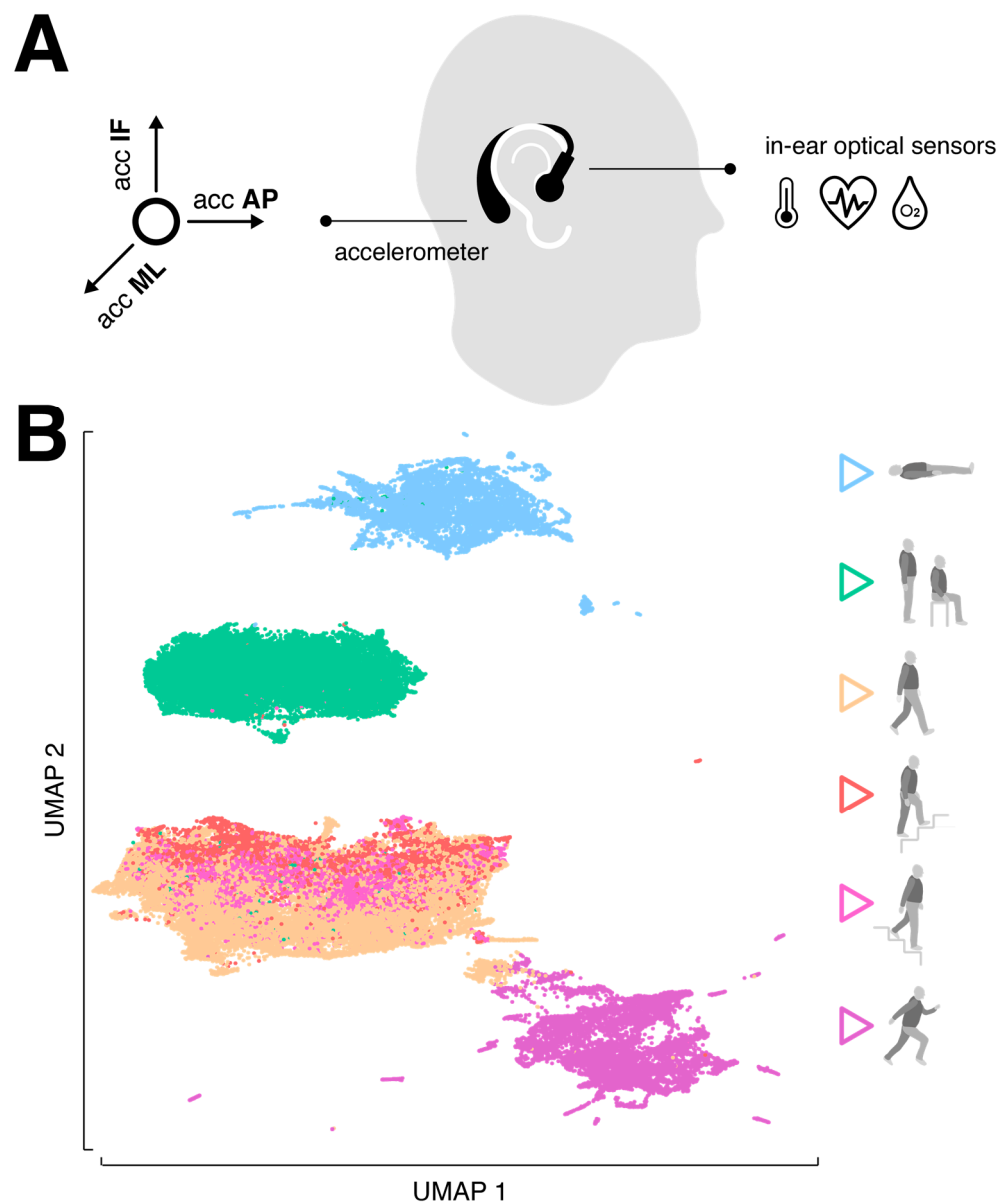 A
acc IF
acc AP
acc ML
accelerometer
in-ear optical sensors
O2
B
UMAP 2
UMAP 1